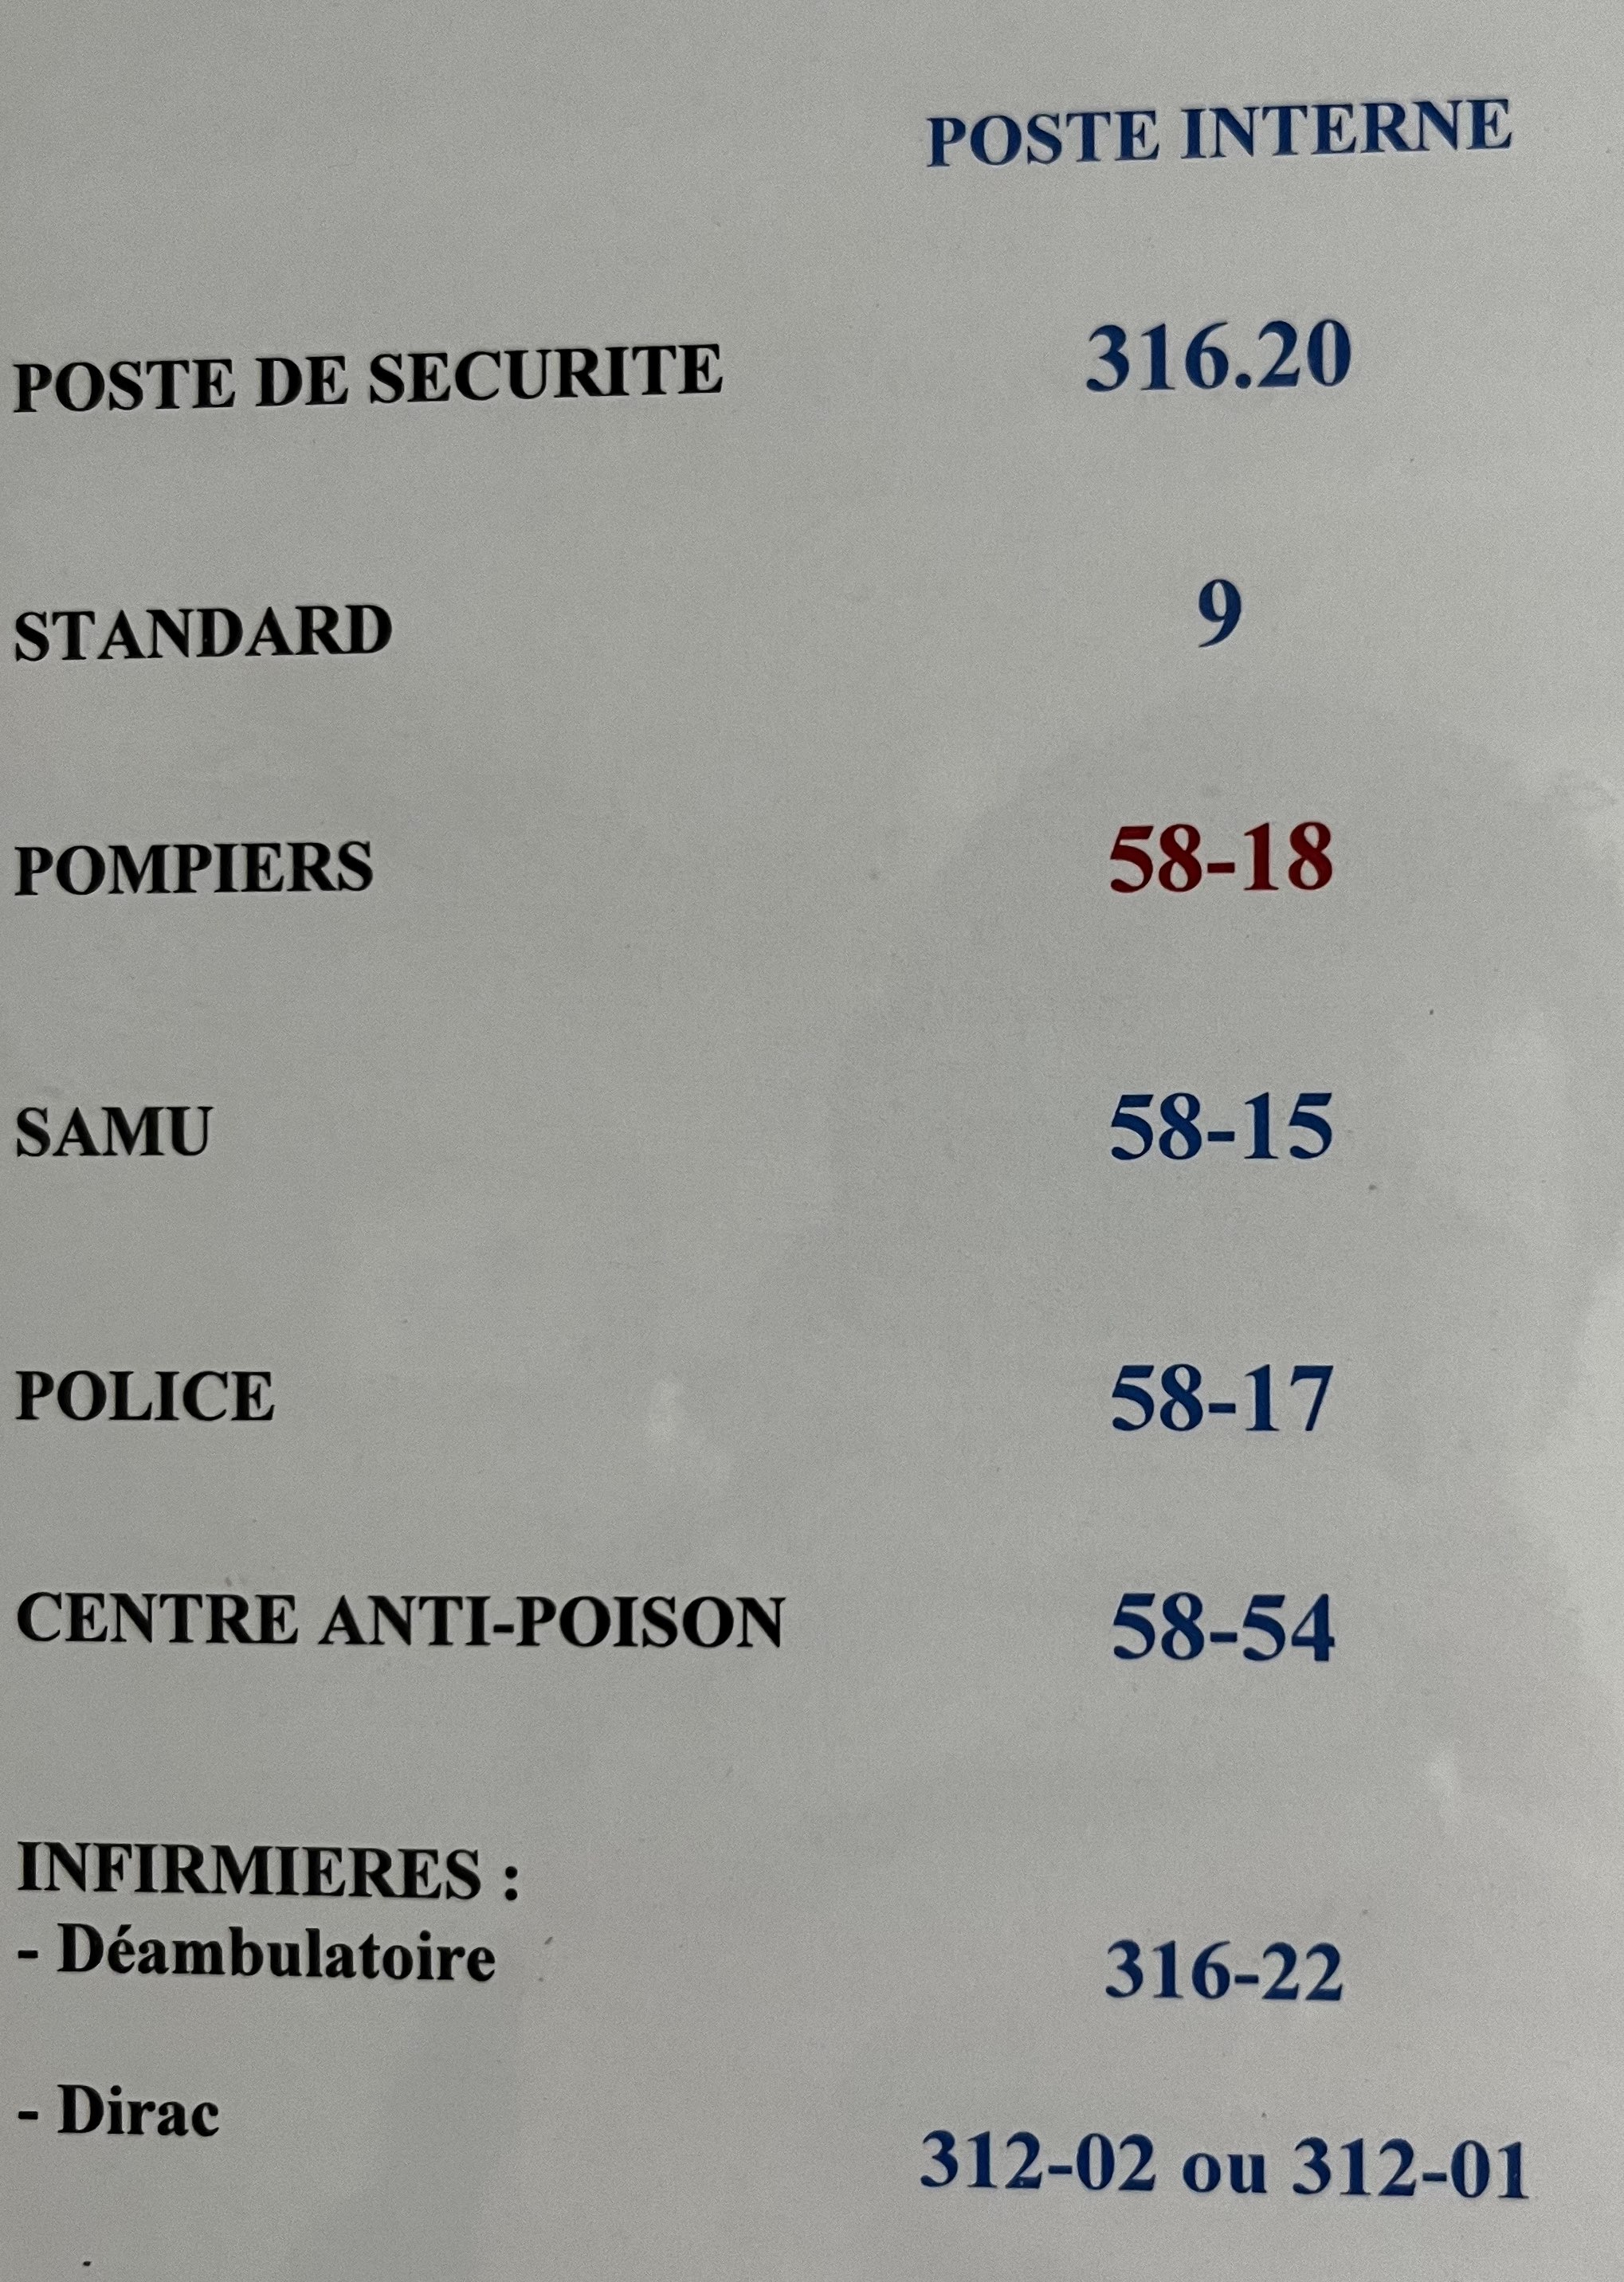 POSTE INTERNE
POSTE DE SECURITE 316.20
STANDARD 9
POMPIERS 58-18
SAMU 58-15
POLICE 58-17
CENTRE ANTI-POISON 58-54
INFIRMIERES :
- Déambulatoire 316-22
- Dirac 312-02 ou 312-01